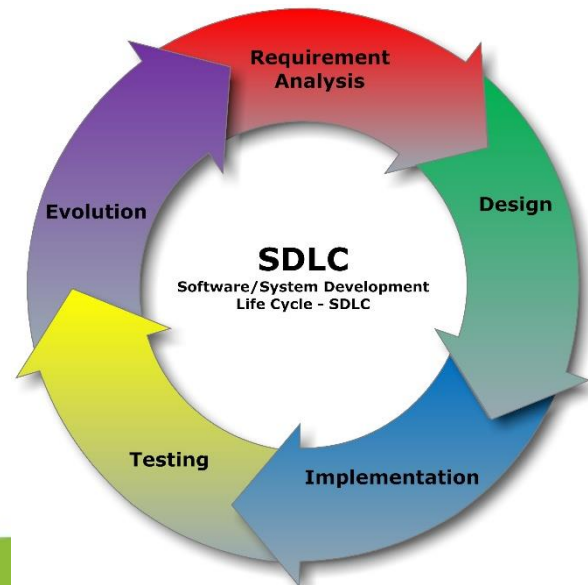 Requirement
Analysis
Design
Implementation
Testing
Evolution
SDLC
Software/System Development
Life Cycle - SDLC